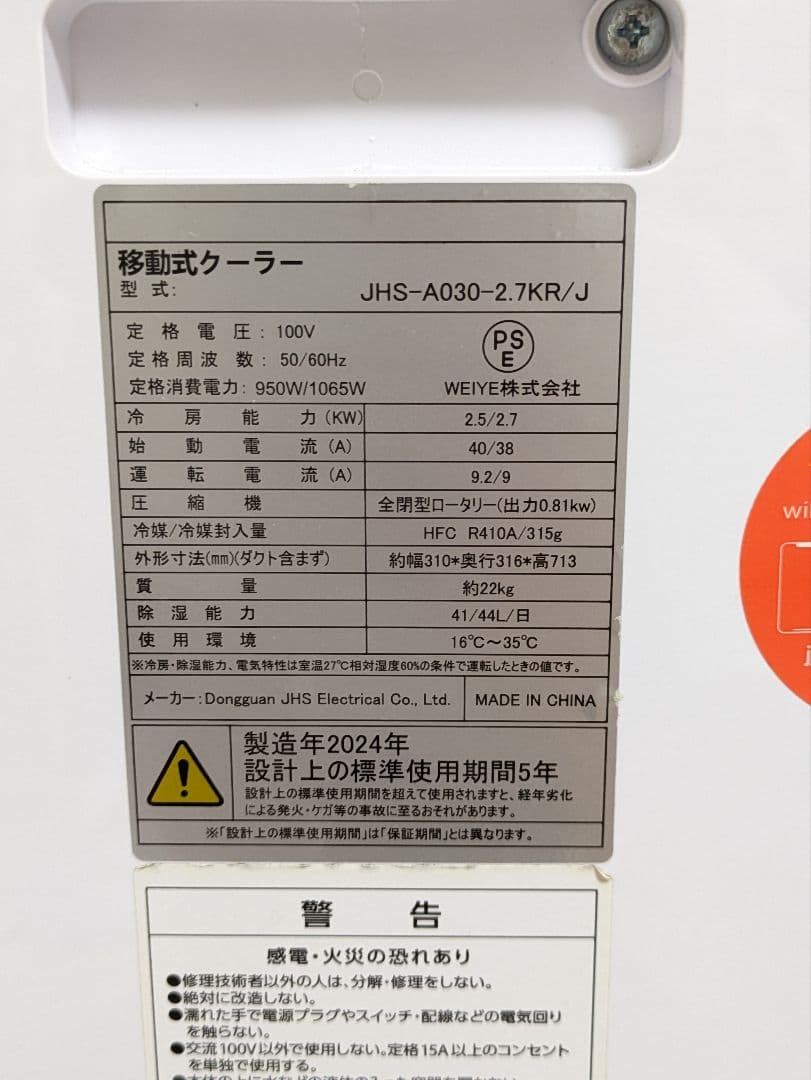 移動式クーラー
型式: JHS-A030-2.7KR/J
定格電圧: 100V
定格周波数: 50/60Hz
PS
E
定格消費電力: 950W/1065W WEIYE株式会社
冷房能力(KW) 2.5/2.7
始動電流(A) 40/38
運転電流(A) 9.2/9
圧縮機 全閉型ロータリー(出力0.81kw)
冷媒/冷媒封入量 HFC R410A/315g
外形寸法(mm)(ダクト含まず) 約幅310*奥行316*高713
質量 約22kg
除湿能力 41/44L/日
使用環境 16℃~35℃
※冷房・除湿能力、電気特性は室温27℃相対湿度60%の条件で運転したときの値です。
メーカー:Dongguan JHS Electrical Co., Ltd. MADE IN CHINA
製造年2024年
設計上の標準使用期間5年
設計上の標準使用期間を超えて使用されますと、経年劣化
による発火・ケガ等の事故に至るおそれがあります。
※「設計上の標準使用期間」は「保証期間」とは異なります。
警告
感電・火災の恐れあり
●修理技術者以外の人は、分解・修理をしない。
●絶対に改造しない。
●濡れた手で電源プラグやスイッチ・配線などの電気回り
を触らない。
●交流100V以外で使用しない。定格15A以上のコンセント
を単独で使用する。